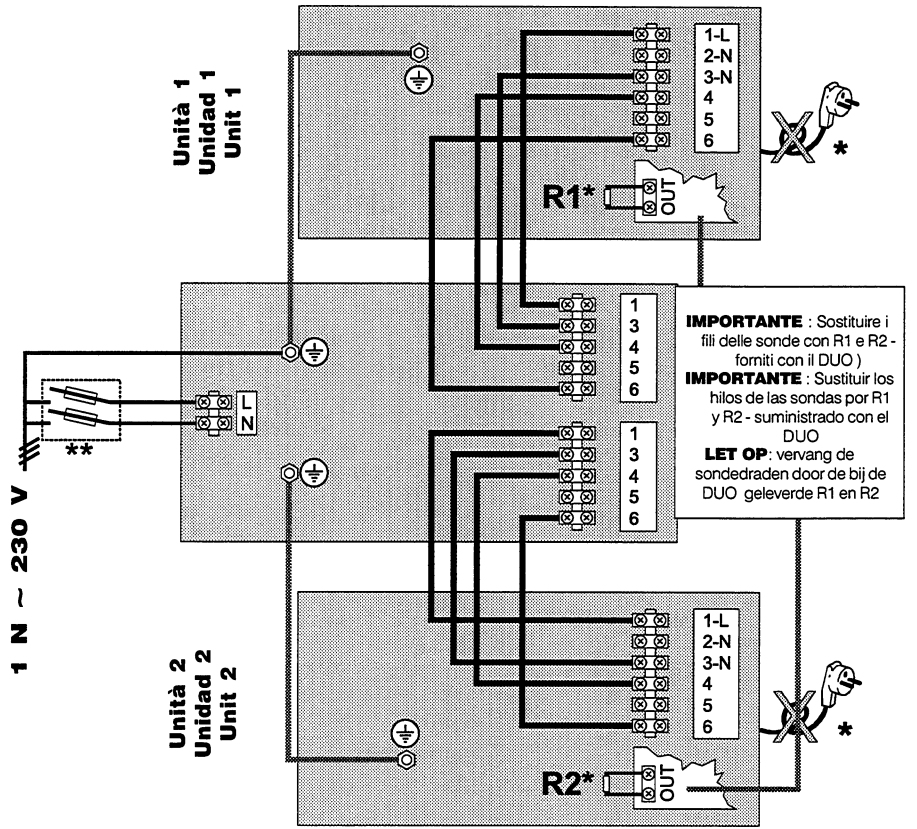 Unità 1
Unidad 1
Unit 1
1-L
2-N
3-N
4
5
6
*
R1*
OUT
1
3
4
5
6
L
N
**
1 N ~ 230 V
1
3
4
5
6
IMPORTANTE : Sostituire i
fili delle sonde con R1 e R2 -
forniti con il DUO )
IMPORTANTE : Sustituir los
hilos de las sondas por R1
y R2 - suministrado con el
DUO
LET OP: vervang de
sondedraden door de bij de
DUO geleverde R1 en R2
Unità 2
Unidad 2
Unit 2
1-L
2-N
3-N
4
5
6
*
R2*
OUT